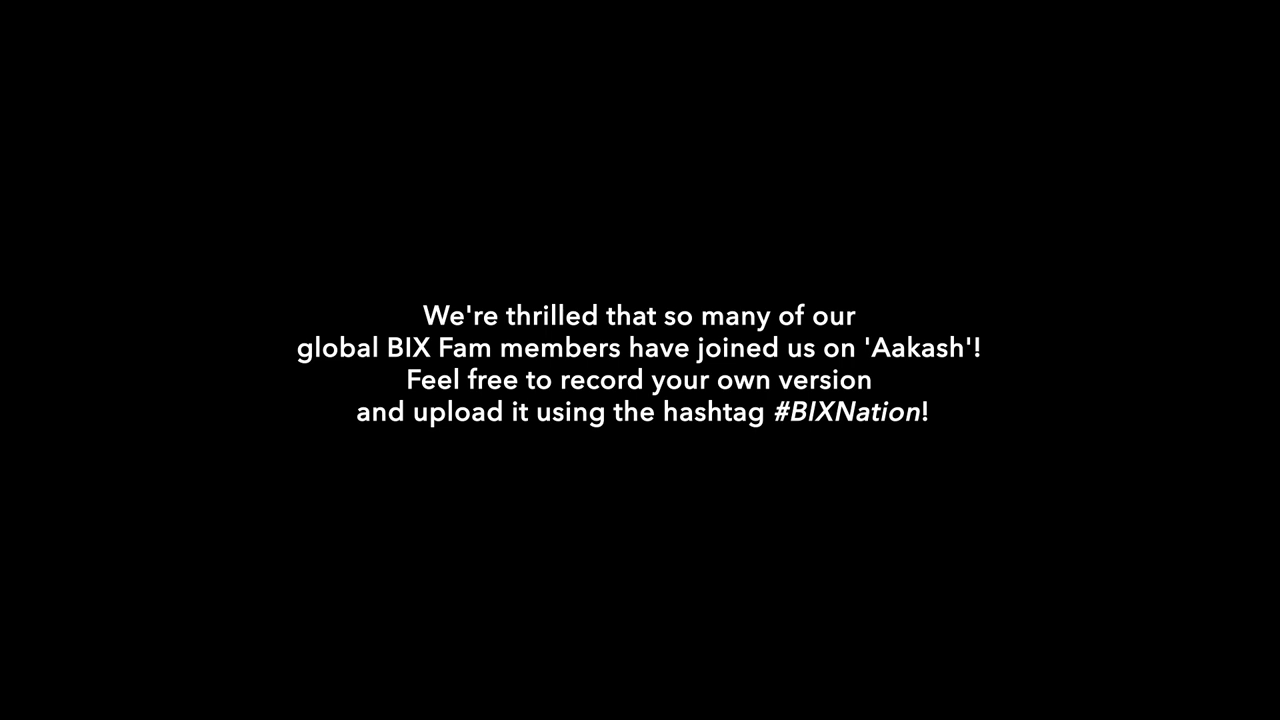 We're thrilled that so many of our
global BIX Fam members have joined us on 'Aakash'!
Feel free to record your own version
and upload it using the hashtag #BIXNation!